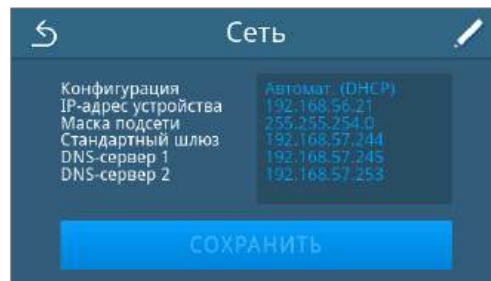 Сеть
Конфигурация Автомат. (DHCP)
IP-адрес устройства 192.168.56.21
Маска подсети 255.255.254.0
Стандартный шлюз 192.168.57.244
DNS-сервер 1 192.168.57.245
DNS-сервер 2 192.168.57.253
СОХРАНИТЬ